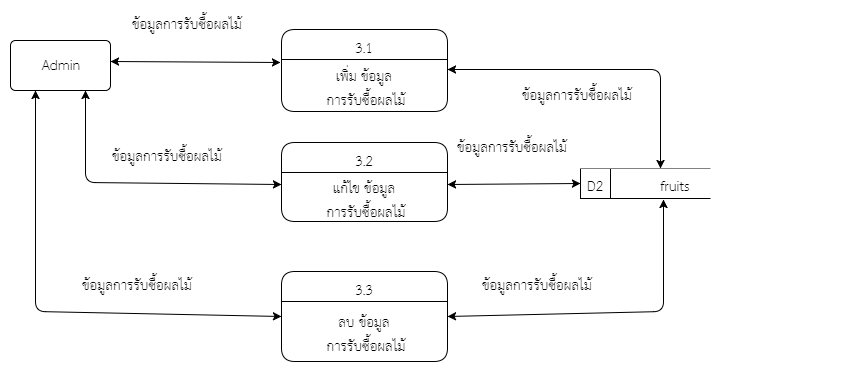 ข้อมูลการรับซื้อผลไม้
3.1
Admin
เพิ่ม ข้อมูล
การรับซื้อผลไม้
ข้อมูลการรับซื้อผลไม้
ข้อมูลการรับซื้อผลไม้
3.2
ข้อมูลการรับซื้อผลไม้
แก้ไข ข้อมูล
การรับซื้อผลไม้
D2
fruits
ข้อมูลการรับซื้อผลไม้
3.3
ข้อมูลการรับซื้อผลไม้
ลบ ข้อมูล
การรับซื้อผลไม้